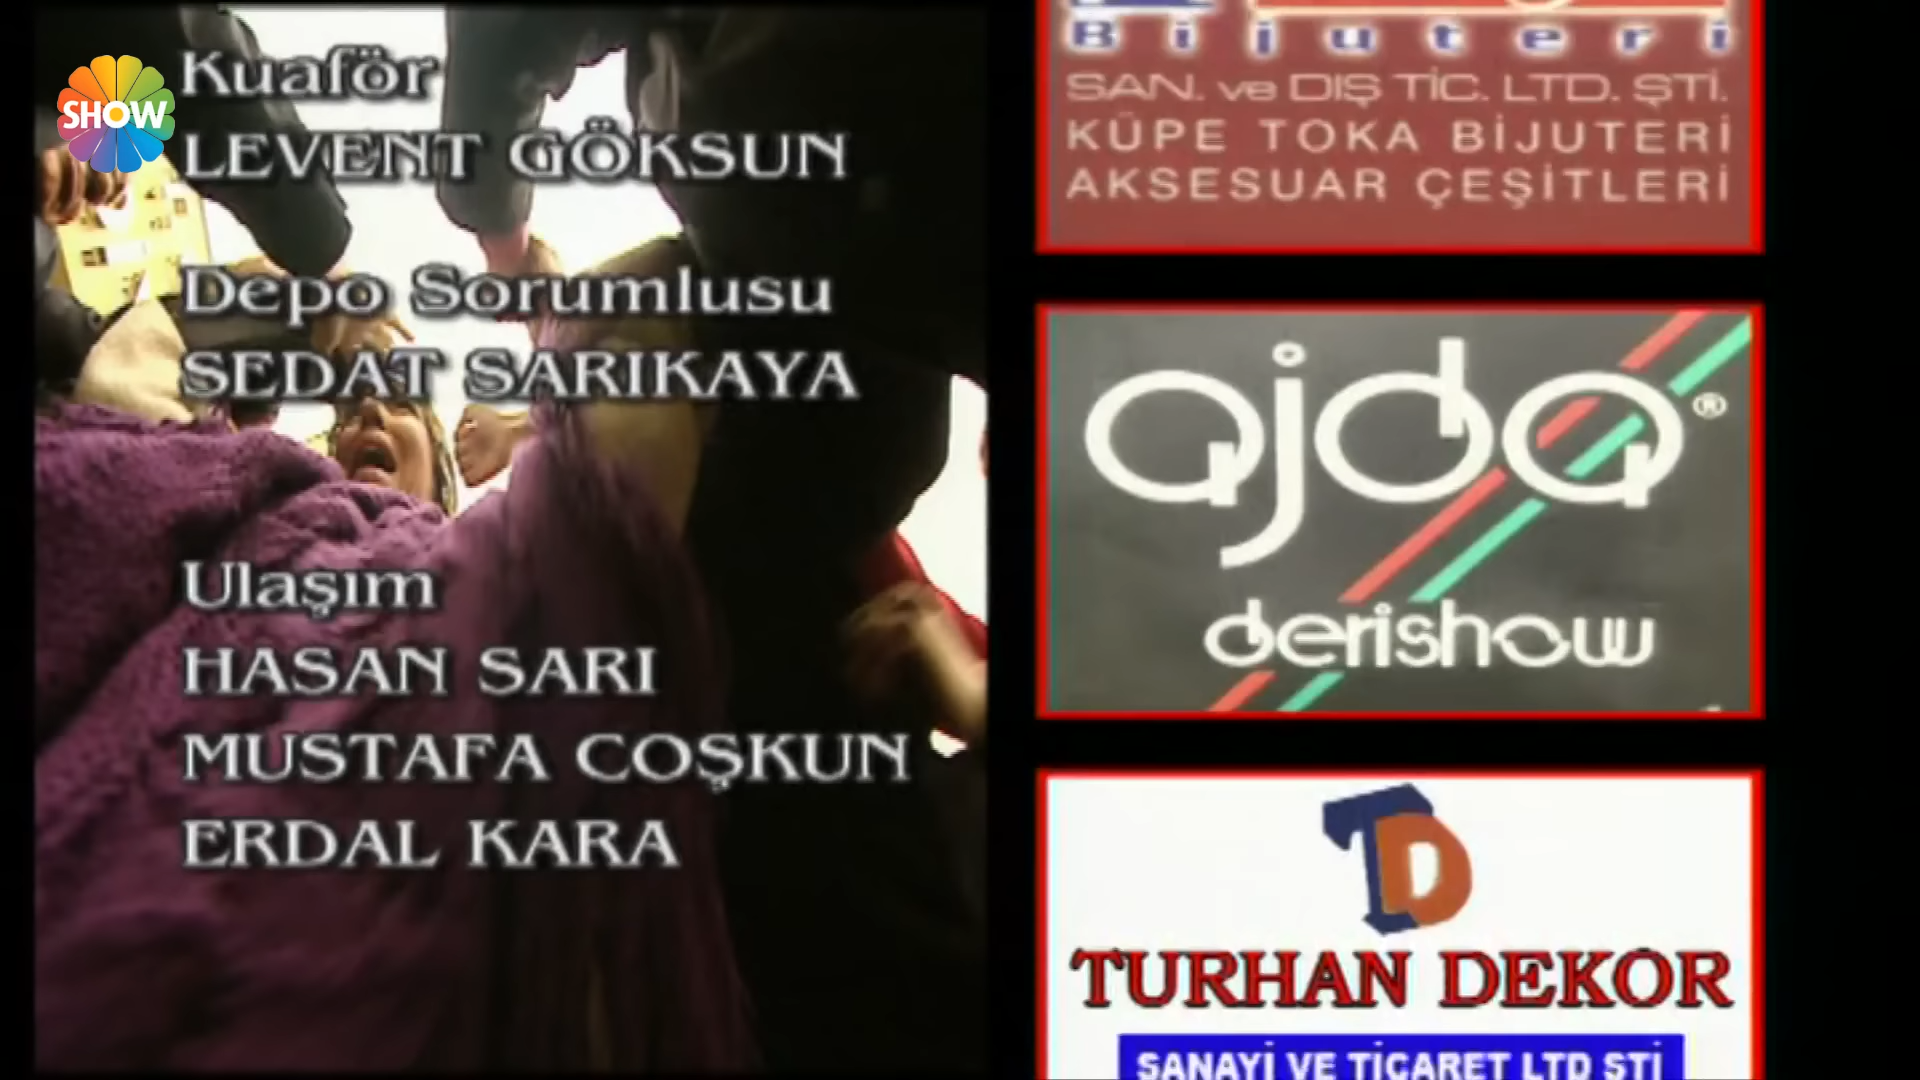 SHOW
Kuaför
LEVENT GÖKSUN
Depo Sorumlusu
SEDAT SARIKAYA
Ulaşım
HASAN SARI
MUSTAFA COŞKUN
ERDAL KARA
Bijuteri
SAN. ve DIŞ TİC. LTD. ŞTİ.
KÜPE TOKA BİJUTERİ
AKSESUAR ÇEŞİTLERİ
ajda®
derishow
TD
TURHAN DEKOR
SANAYİ VE TİCARET LTD ŞTİ